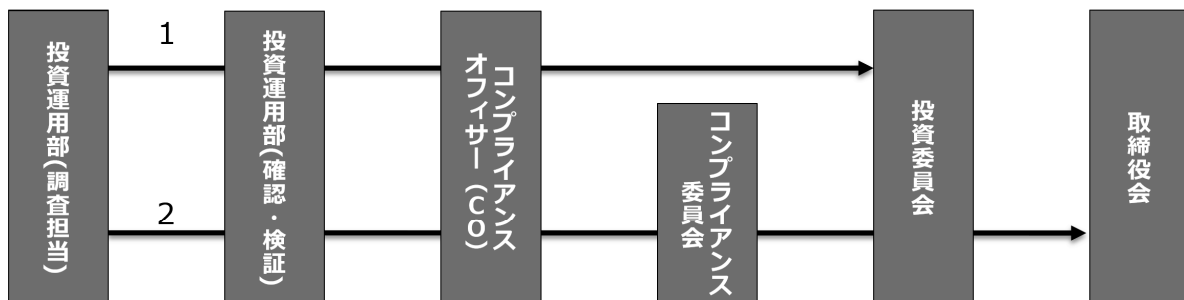 1
2
投資運用部(調査担当)
投資運用部(確認・検証)
コンプライアンス
オフィサー(CO)
コンプライアンス
委員会
投資委員会
取締役会